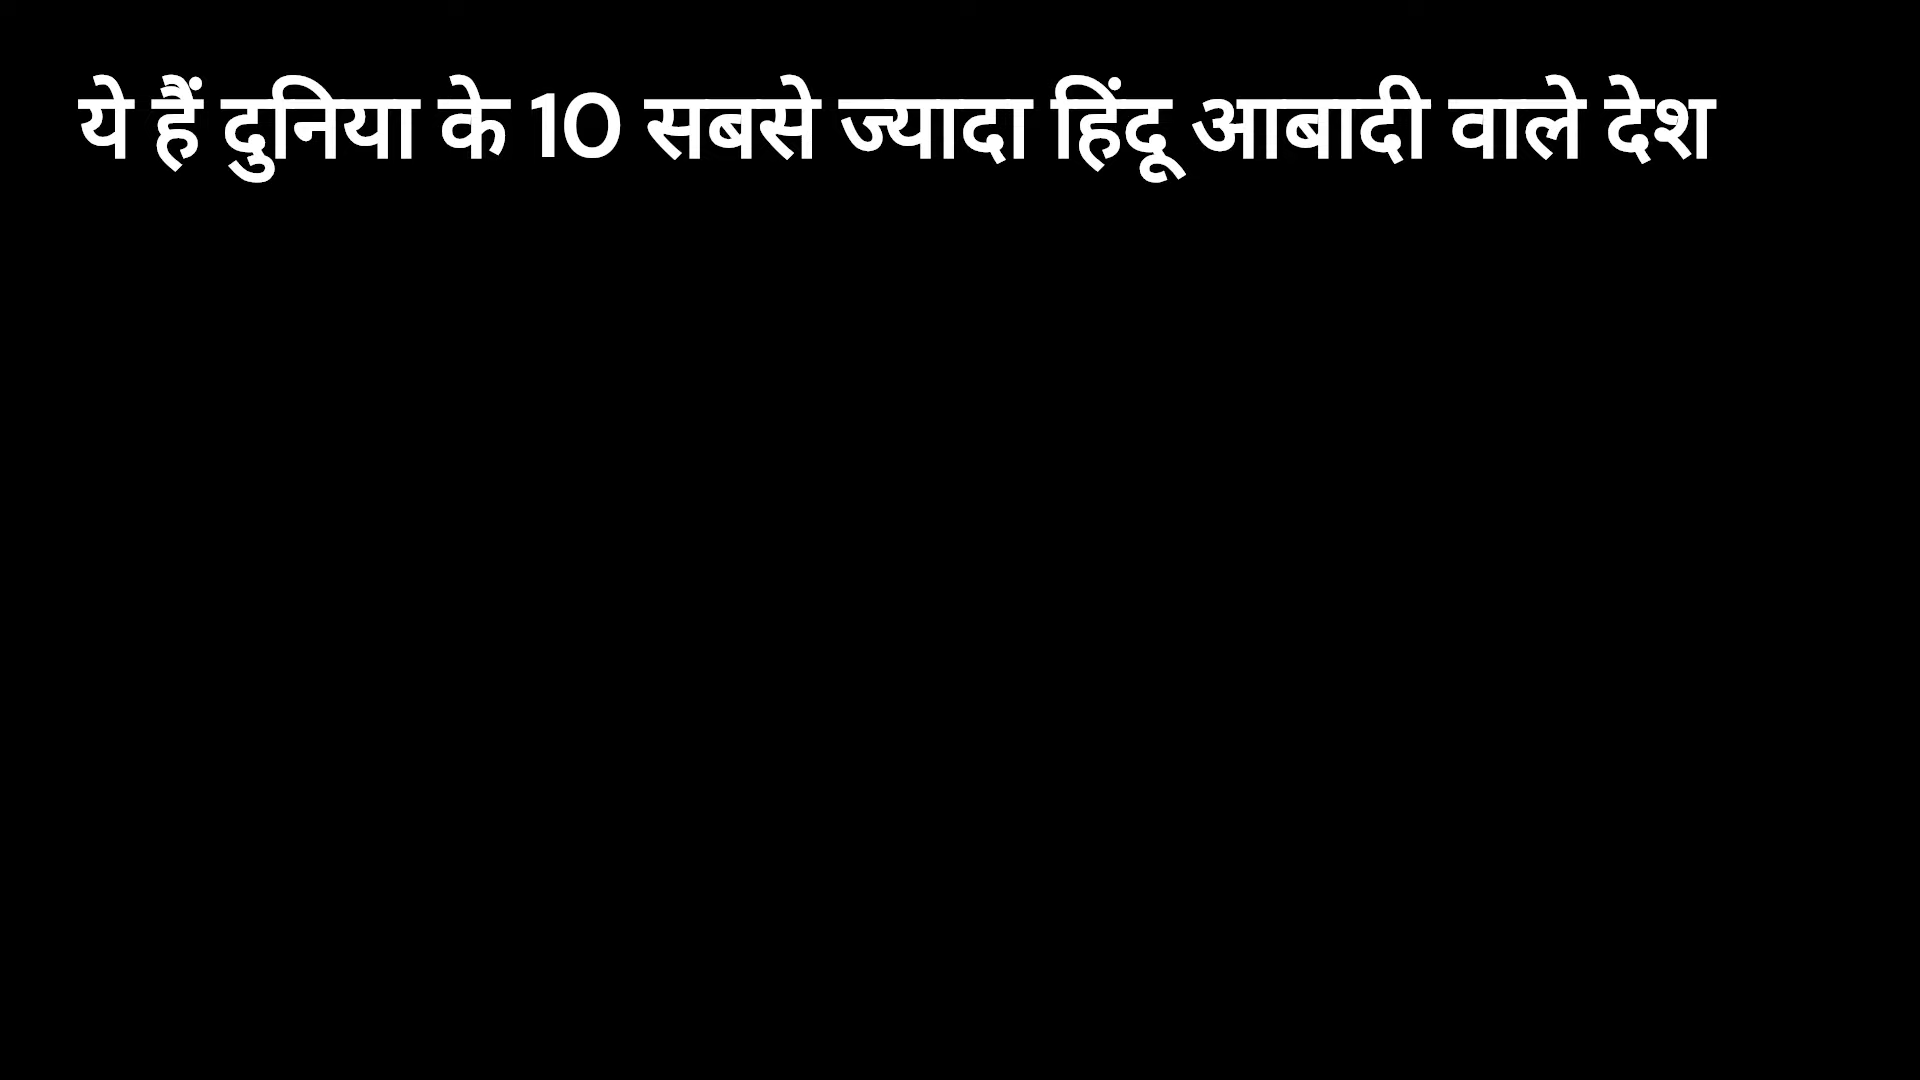 ये हैं दुनिया के 10 सबसे ज्यादा हिंदू आबादी वाले देश